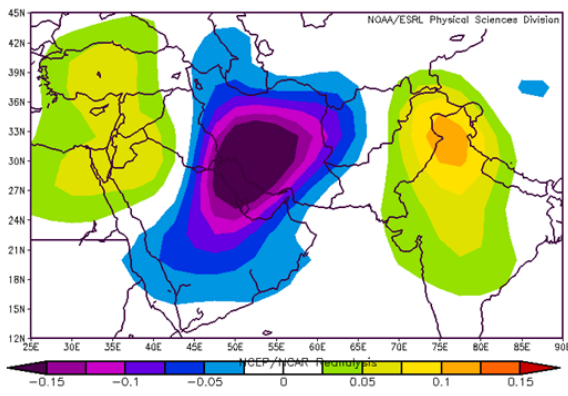 NOAA/ESRL Physical Sciences Division
45N
42N
39N
36N
33N
30N
27N
24N
21N
18N
15N
12N
25E 30E 35E 40E 45E 50E 55E 60E 65E 70E 75E 80E 85E 90E
NCEP/NCAR Reanalysis
-0.15 -0.1 -0.05 0 0.05 0.1 0.15